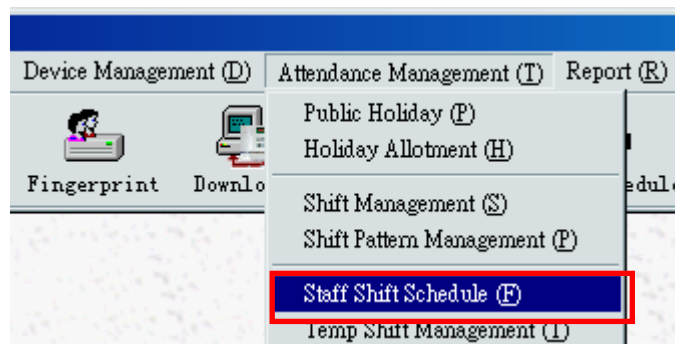 Device Management (D) Attendance Management (T) Report (R)
Public Holiday (P)
Holiday Allotment (H)
Fingerprint Downlo
Shift Management (S)
Shift Pattern Management (P)
Staff Shift Schedule (F)
Temp Shift Management (T)